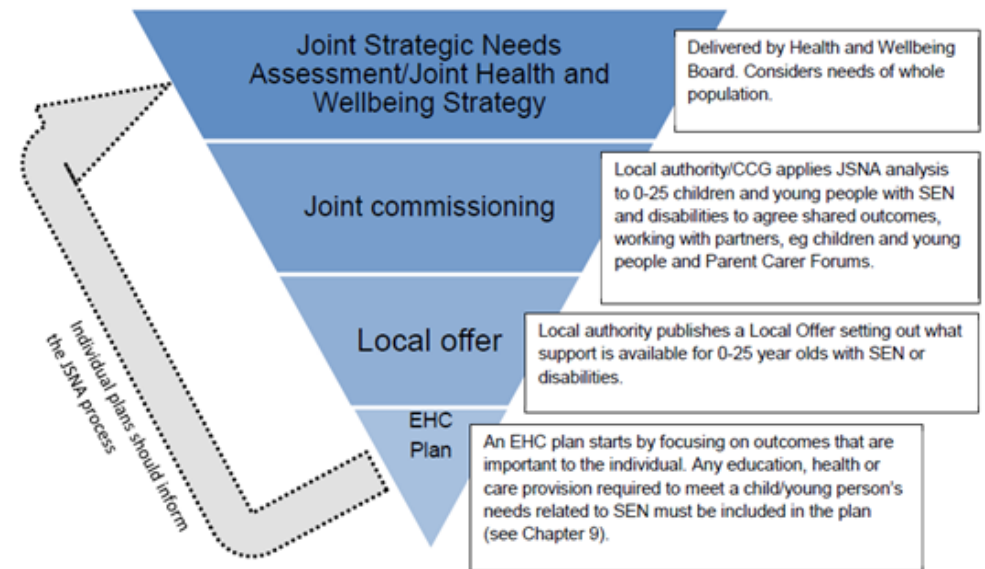 Joint Strategic Needs
Assessment/Joint Health and
Wellbeing Strategy
Delivered by Health and Wellbeing
Board. Considers needs of whole
population.
Joint commissioning
Local authority/CCG applies JSNA analysis
to 0-25 children and young people with SEN
and disabilities to agree shared outcomes,
working with partners, eg children and young
people and Parent Carer Forums.
Local offer
Local authority publishes a Local Offer setting out what
support is available for 0-25 year olds with SEN or
disabilities.
EHC
Plan
An EHC plan starts by focusing on outcomes that are
important to the individual. Any education, health or
care provision required to meet a child/young person's
needs related to SEN must be included in the plan
(see Chapter 9).
Individual plans should inform
the JSNA process